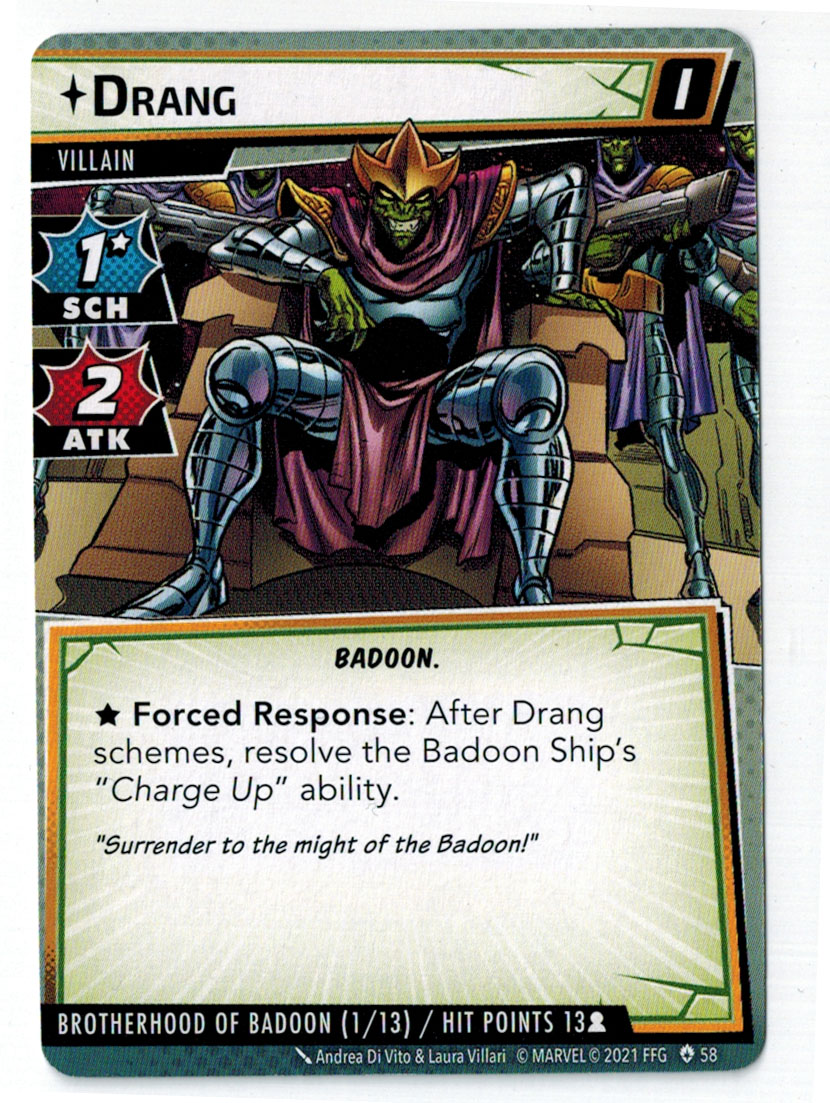 DRANG
I
VILLAIN
1
SCH
2
ATK
BADOON.
★ Forced Response: After Drang
schemes, resolve the Badoon Ship's
"Charge Up" ability.
"Surrender to the might of the Badoon!"
BROTHERHOOD OF BADOON (1/13) / HIT POINTS 13
Andrea Di Vito & Laura Villari © MARVEL © 2021 FFG 58